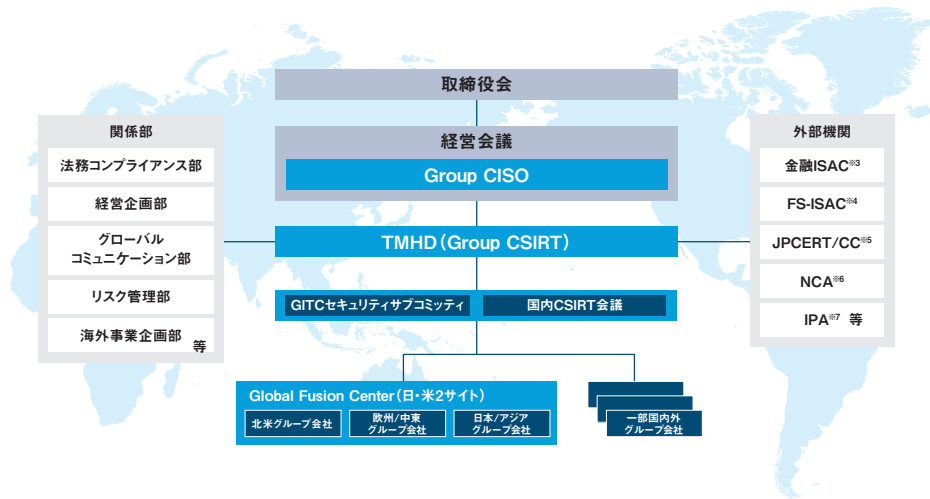 取締役会
経営会議
Group CISO
関係部
法務コンプライアンス部
経営企画部
グローバル
コミュニケーション部
リスク管理部
海外事業企画部
等
外部機関
金融ISAC※3
FS-ISAC※4
JPCERT/CC※5
NCA※6
IPA※7 等
TMHD（Group CSIRT）
GITCセキュリティサブコミッティ
国内CSIRT会議
Global Fusion Center（日・米2サイト）
北米グループ会社
欧州/中東
グループ会社
日本/アジア
グループ会社
一部国内外
グループ会社